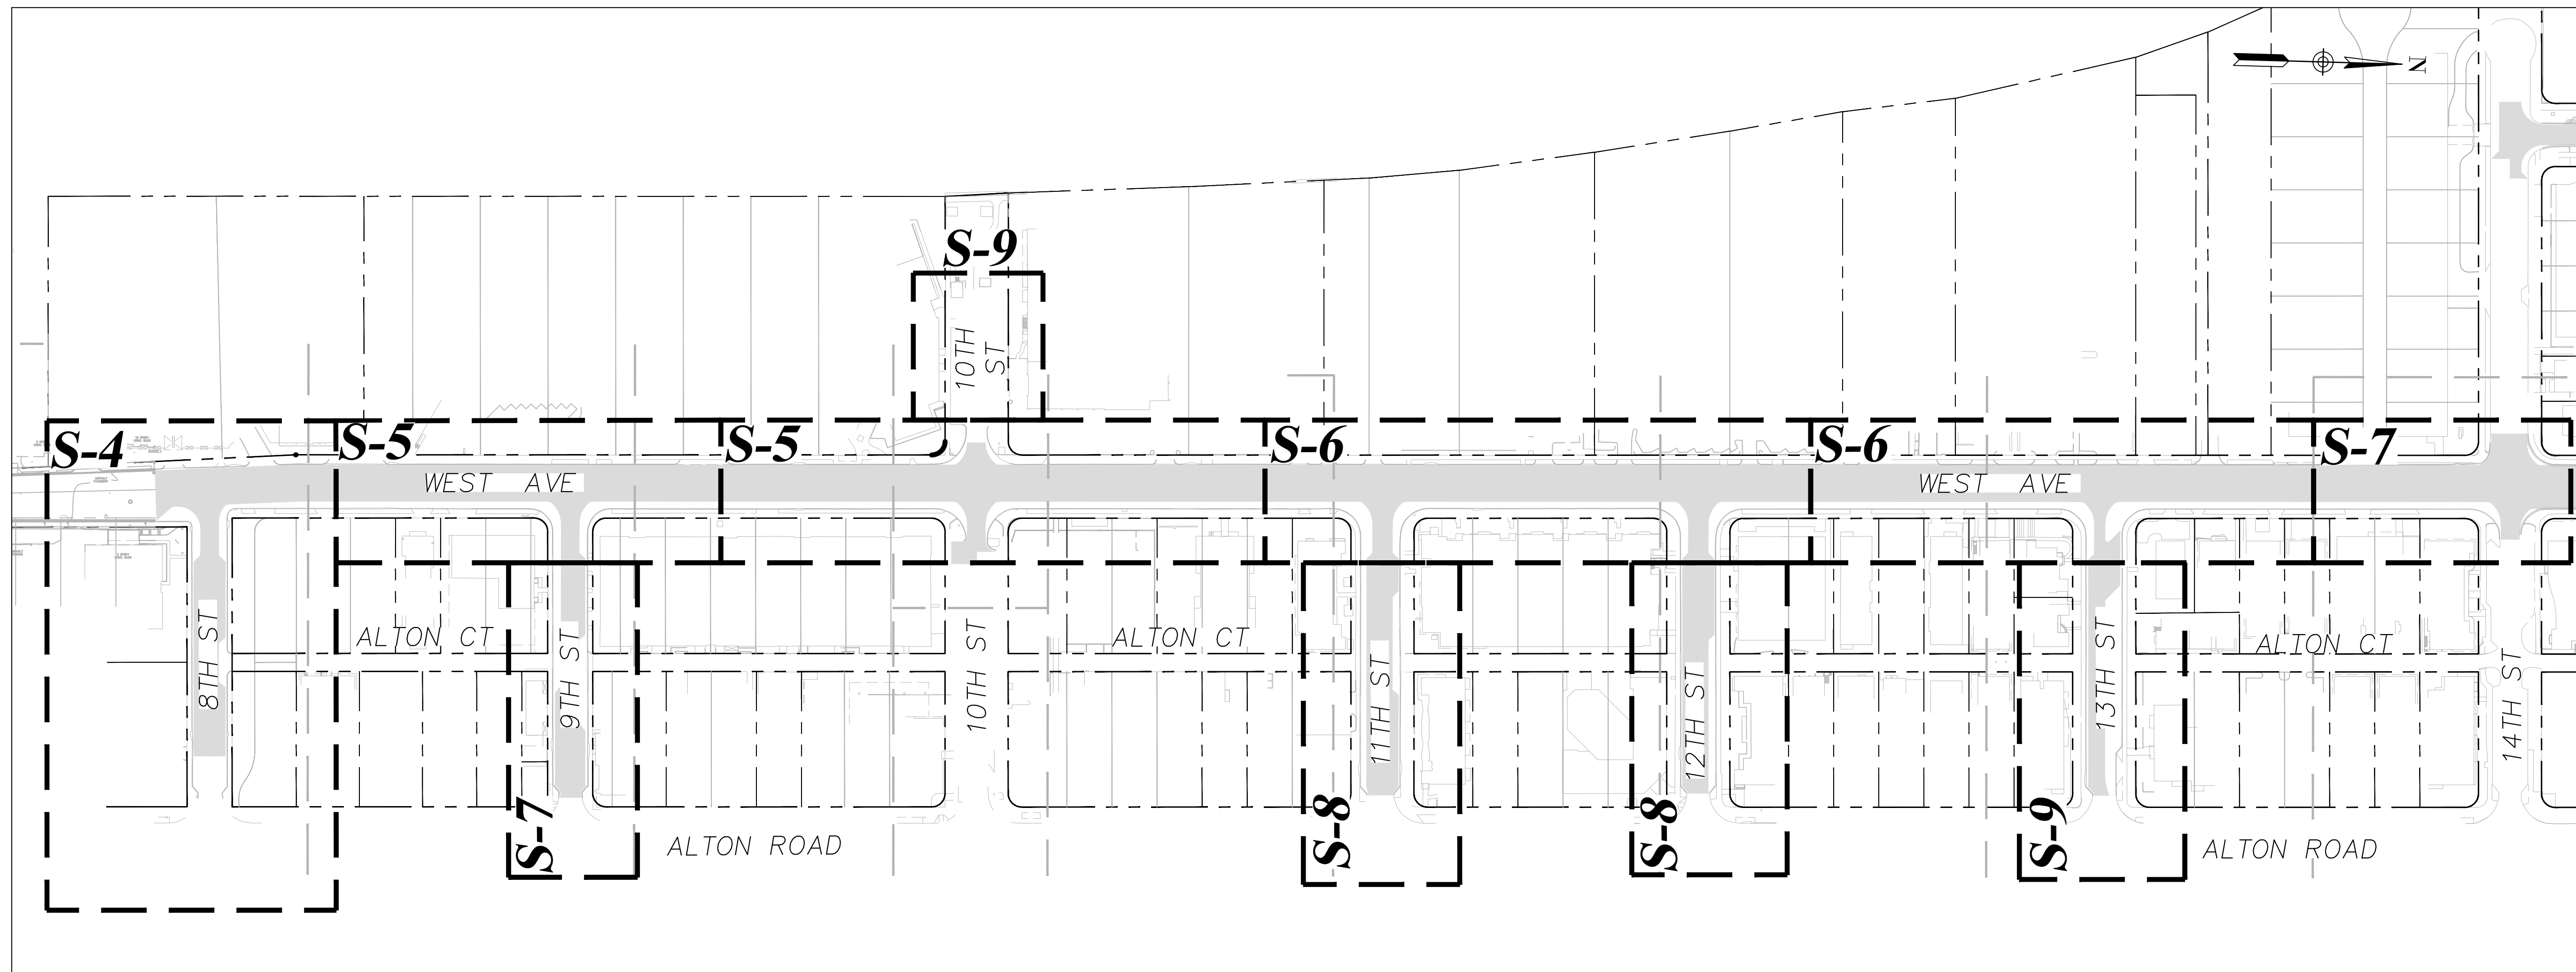 N
S-9
10TH
ST
S-4
S-5
S-5
S-6
S-6
S-7
WEST AVE
WEST AVE
8TH ST
ALTON CT
9TH ST
10TH ST
ALTON CT
11TH ST
12TH ST
13TH ST
ALTON CT
14TH ST
S-7
S-8
S-8
S-9
ALTON ROAD
ALTON ROAD